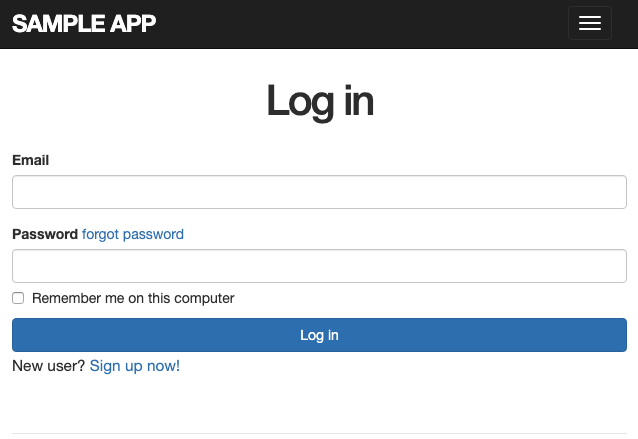 SAMPLE APP
Log in
Email
Password forgot password
Remember me on this computer
Log in
New user? Sign up now!